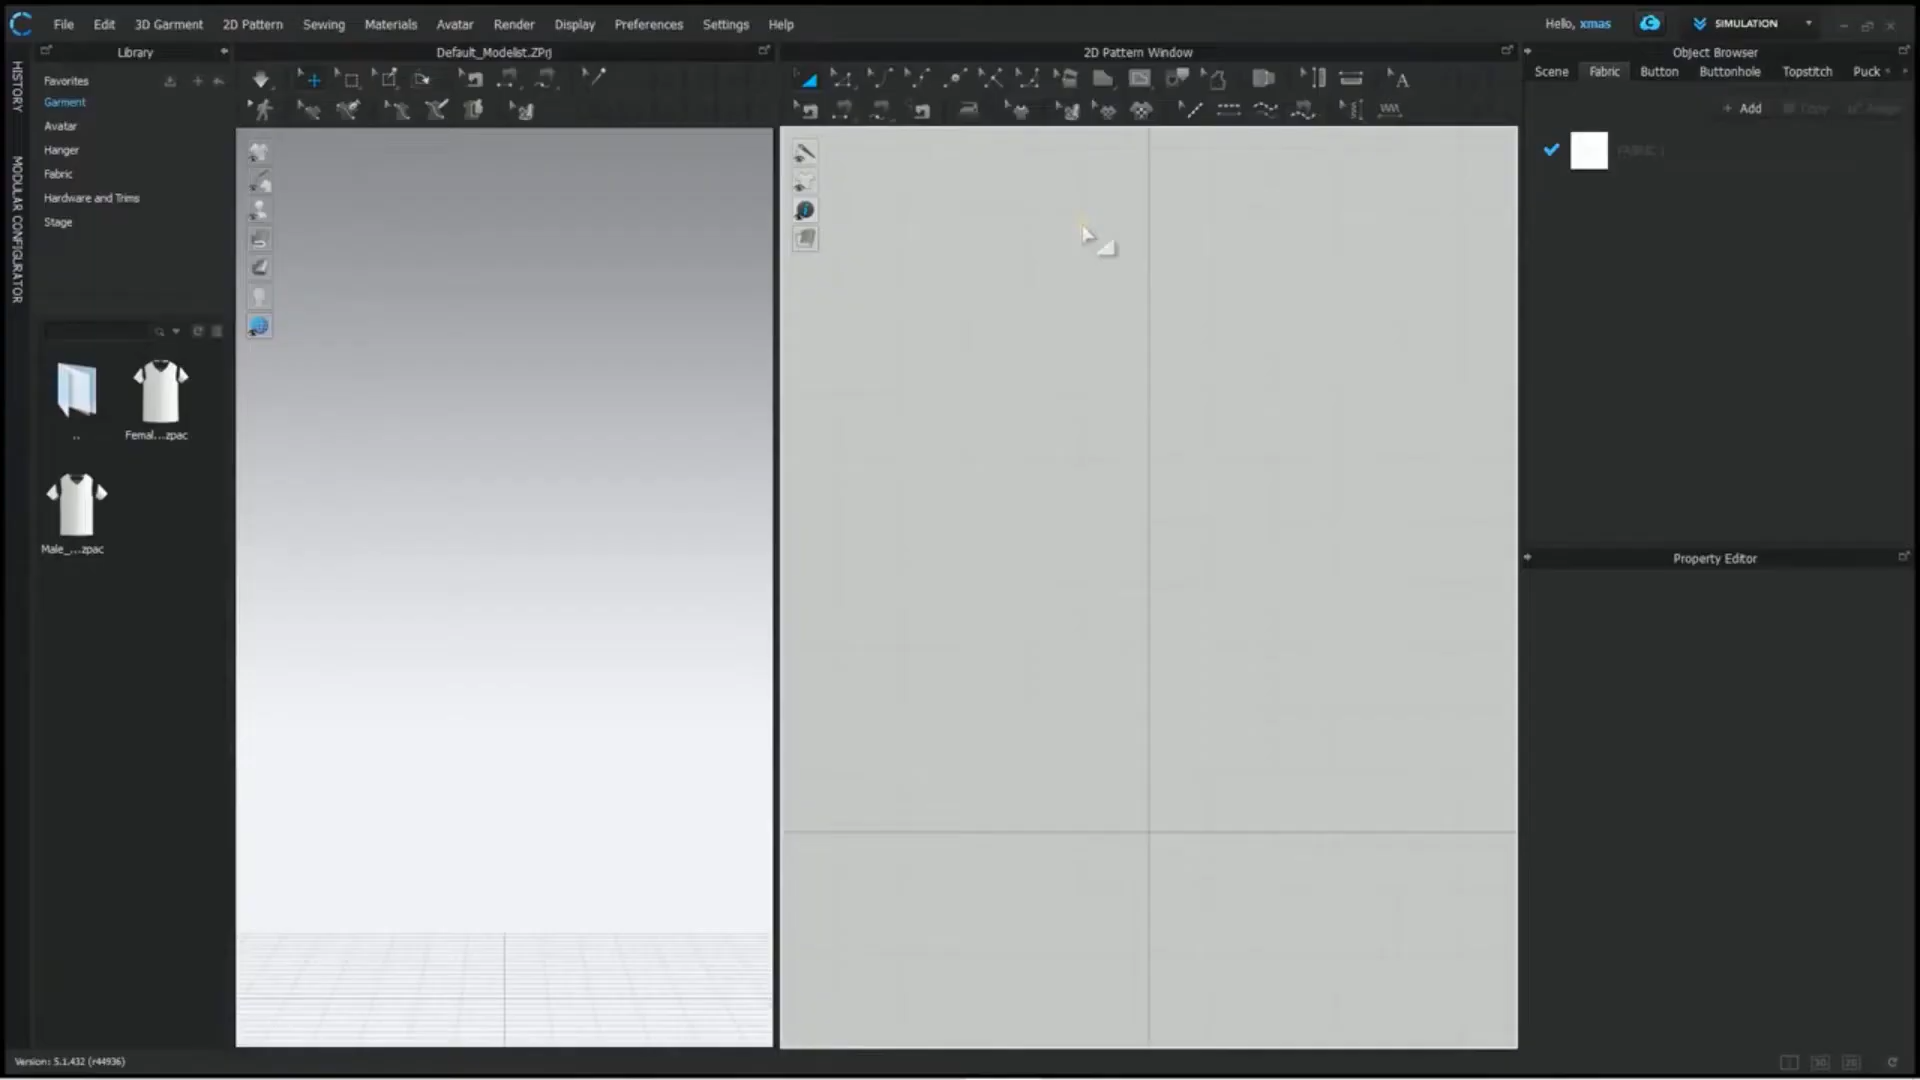 File Edit 3D Garment 2D Pattern Sewing Materials Avatar Render Display Preferences Settings Help
Hello, xmas
SIMULATION
Library
Default_Modelist.ZPrj
2D Pattern Window
Object Browser
HISTORY
MODULAR CONFIGURATOR
Favorites
Garment
Avatar
Hanger
Fabric
Hardware and Trims
Stage
..
Femal...zpac
Male_...zpac
Scene Fabric Button Buttonhole Topstitch Puck
+ Add Copy
Property Editor
Version: 5.1.432 (r44936)